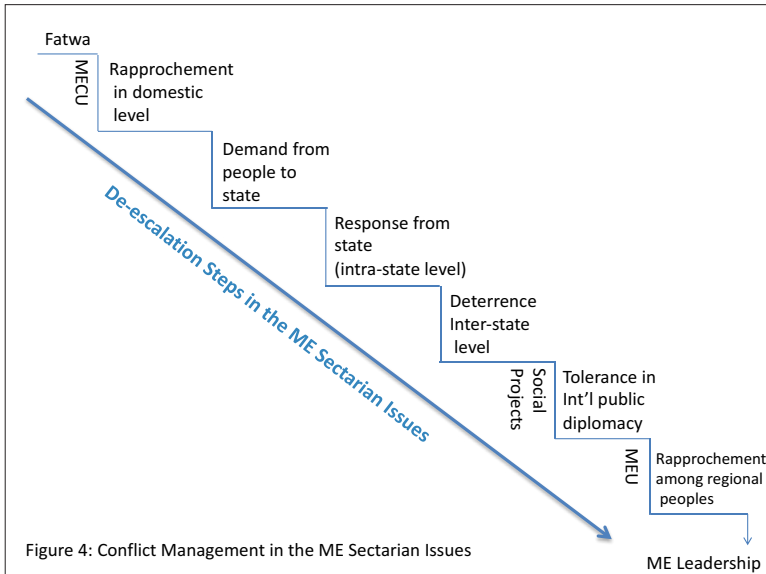 Fatwa
MECU
Rapprochement
in domestic
level
Demand from
people to
state
Response from
state
(intra-state level)
Deterrence
Inter-state
level
Social
Projects
Tolerance in
Int'l public
diplomacy
MEU
Rapprochement
among regional
peoples
ME Leadership
De-escalation Steps in the ME Sectarian Issues
Figure 4: Conflict Management in the ME Sectarian Issues